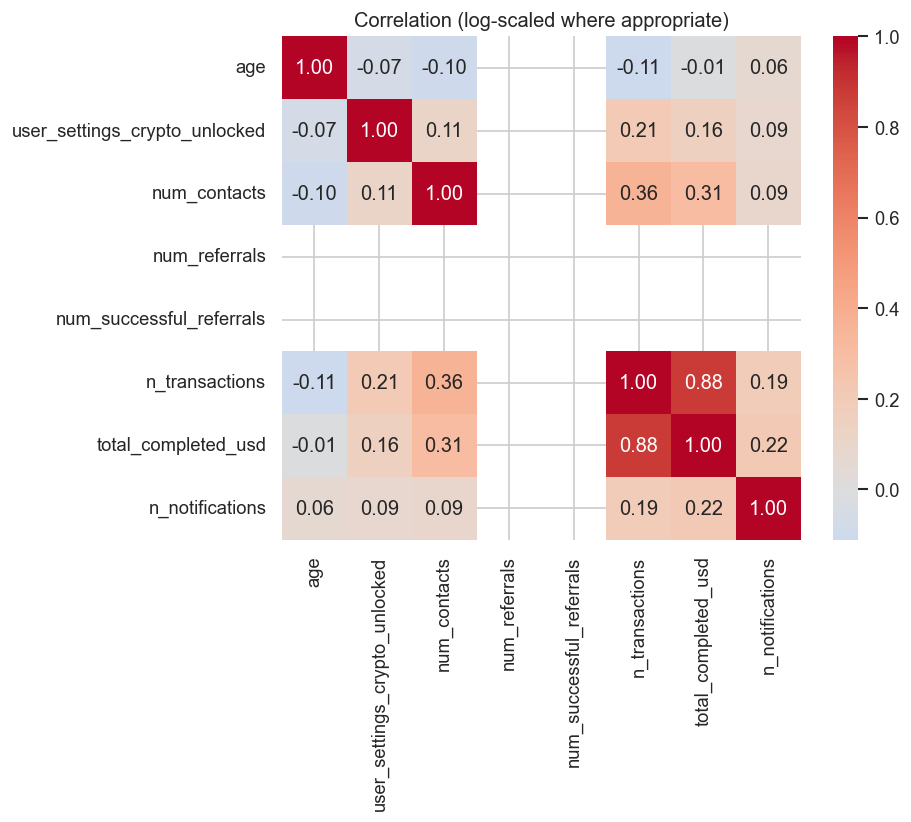 Correlation (log-scaled where appropriate)
age 1.00 -0.07 -0.10 -0.11 -0.01 0.06
user_settings_crypto_unlocked -0.07 1.00 0.11 0.21 0.16 0.09
num_contacts -0.10 0.11 1.00 0.36 0.31 0.09
num_referrals
num_successful_referrals
n_transactions -0.11 0.21 0.36 1.00 0.88 0.19
total_completed_usd -0.01 0.16 0.31 0.88 1.00 0.22
n_notifications 0.06 0.09 0.09 0.19 0.22 1.00
age
user_settings_crypto_unlocked
num_contacts
num_referrals
num_successful_referrals
n_transactions
total_completed_usd
n_notifications
1.0
0.8
0.6
0.4
0.2
0.0